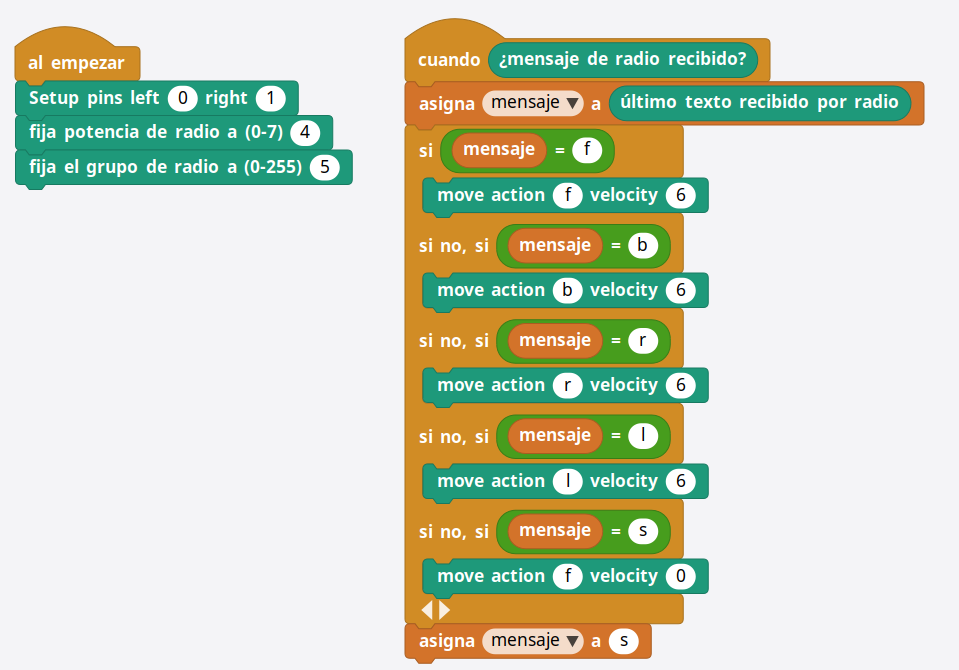 al empezar
Setup pins left 0 right 1
fija potencia de radio a (0-7) 4
fija el grupo de radio a (0-255) 5
cuando ¿mensaje de radio recibido?
asigna mensaje a último texto recibido por radio
si mensaje = f
move action f velocity 6
si no, si mensaje = b
move action b velocity 6
si no, si mensaje = r
move action r velocity 6
si no, si mensaje = l
move action l velocity 6
si no, si mensaje = s
move action f velocity 0
asigna mensaje a s